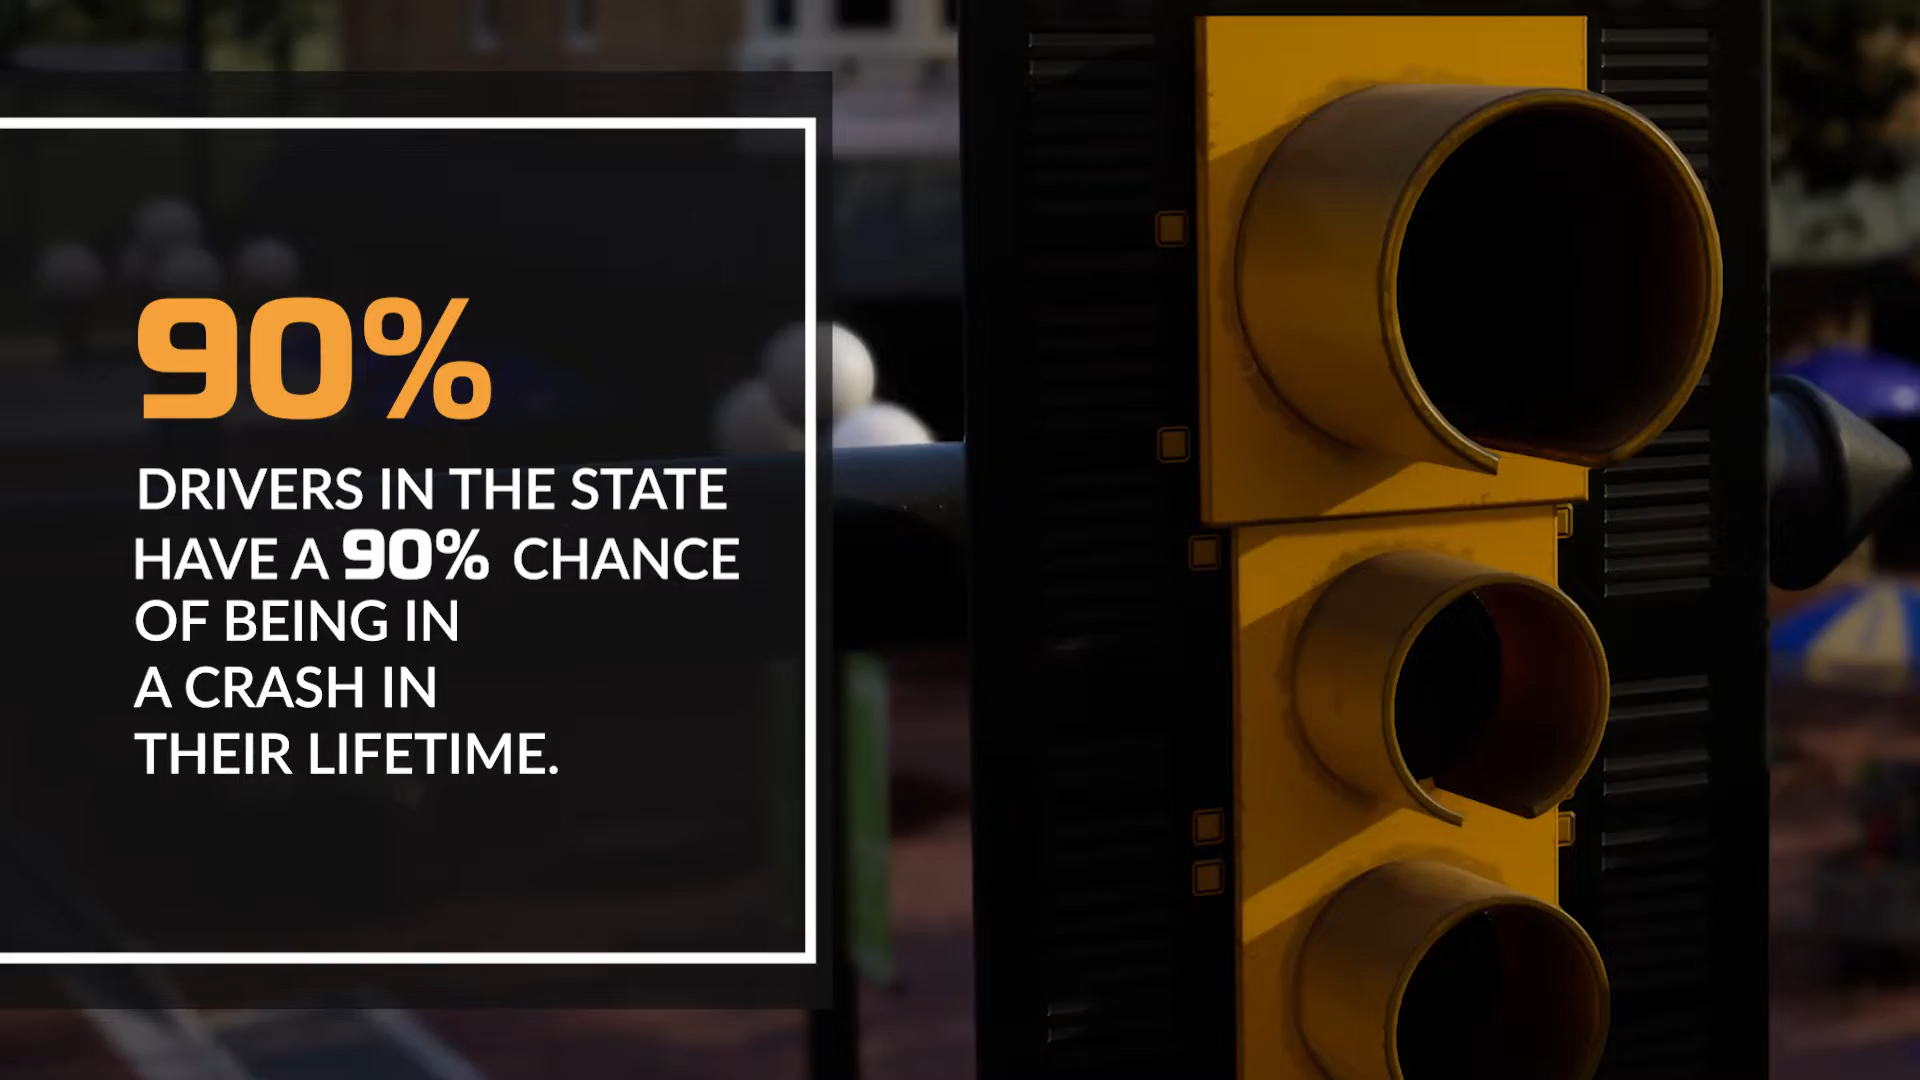 90%
DRIVERS IN THE STATE
HAVE A 90% CHANCE
OF BEING IN
A CRASH IN
THEIR LIFETIME.